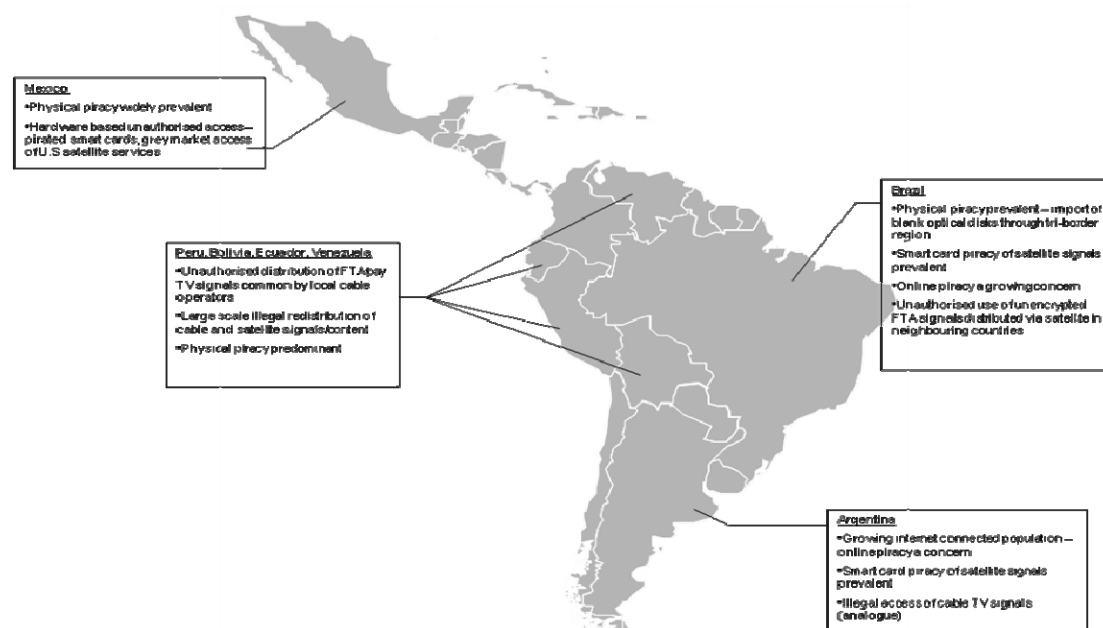 Mexico
•Physical piracy widely prevalent
•Hardware based unauthorised access –
pirated smart cards, grey market access
of U.S satellite services
Peru, Bolivia, Ecuador, Venezuela
•Unauthorised distribution of FTA/pay
TV signals common by local cable
operators
•Large scale illegal redistribution of
cable and satellite signals/content
•Physical piracy predominant
Brazil
•Physical piracy prevalent – import of
blank optical disks through tri-border
region
•Smart card piracy of satellite signals
prevalent
•Online piracy a growing concern
•Unauthorised use of unencrypted
FTA signals distributed via satellite in
neighbouring countries
Argentina
•Growing internet connected population –
online piracy a concern
•Smart card piracy of satellite signals
prevalent
•Illegal access of cable TV signals
(analogue)